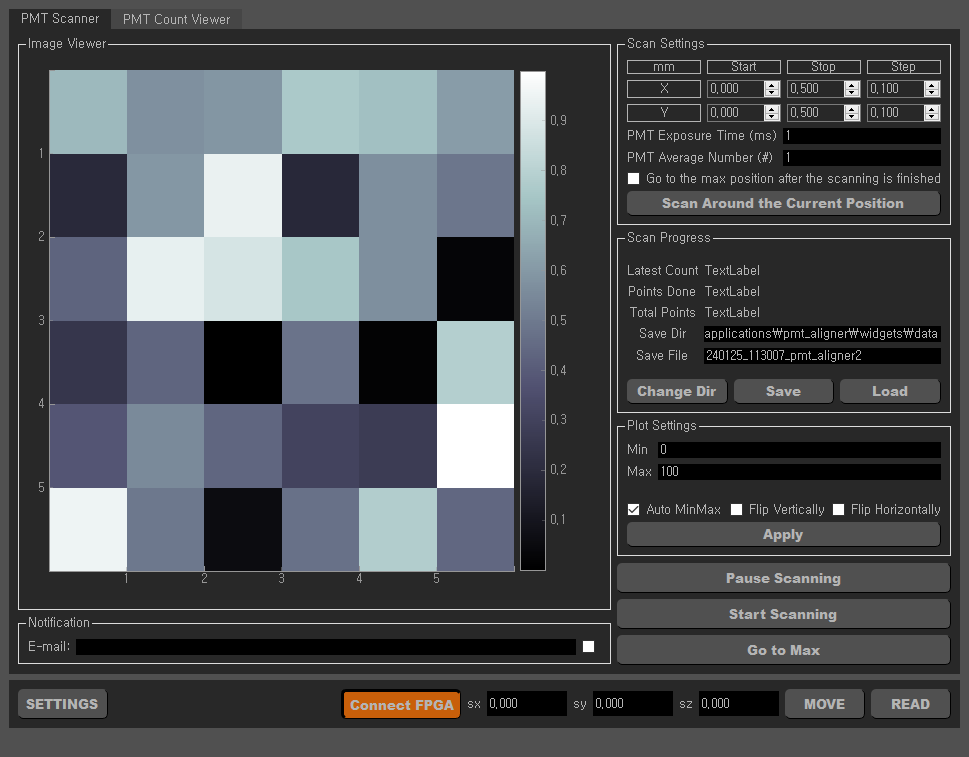 PMT Scanner PMT Count Viewer
Image Viewer
1
2
3
4
5
1 2 3 4 5
0,9
0,8
0,7
0,6
0,5
0,4
0,3
0,2
0,1
Notification
E-mail:
Scan Settings
mm Start Stop Step
X 0,000 0,500 0,100
Y 0,000 0,500 0,100
PMT Exposure Time (ms) 1
PMT Average Number (#) 1
Go to the max position after the scanning is finished
Scan Around the Current Position
Scan Progress
Latest Count TextLabel
Points Done TextLabel
Total Points TextLabel
Save Dir applications₩pmt_aligner₩widgets₩data
Save File 240125_113007_pmt_aligner2
Change Dir Save Load
Plot Settings
Min 0
Max 100
Auto MinMax Flip Vertically Flip Horizontally
Apply
Pause Scanning
Start Scanning
Go to Max
SETTINGS Connect FPGA sx 0,000 sy 0,000 sz 0,000 MOVE READ